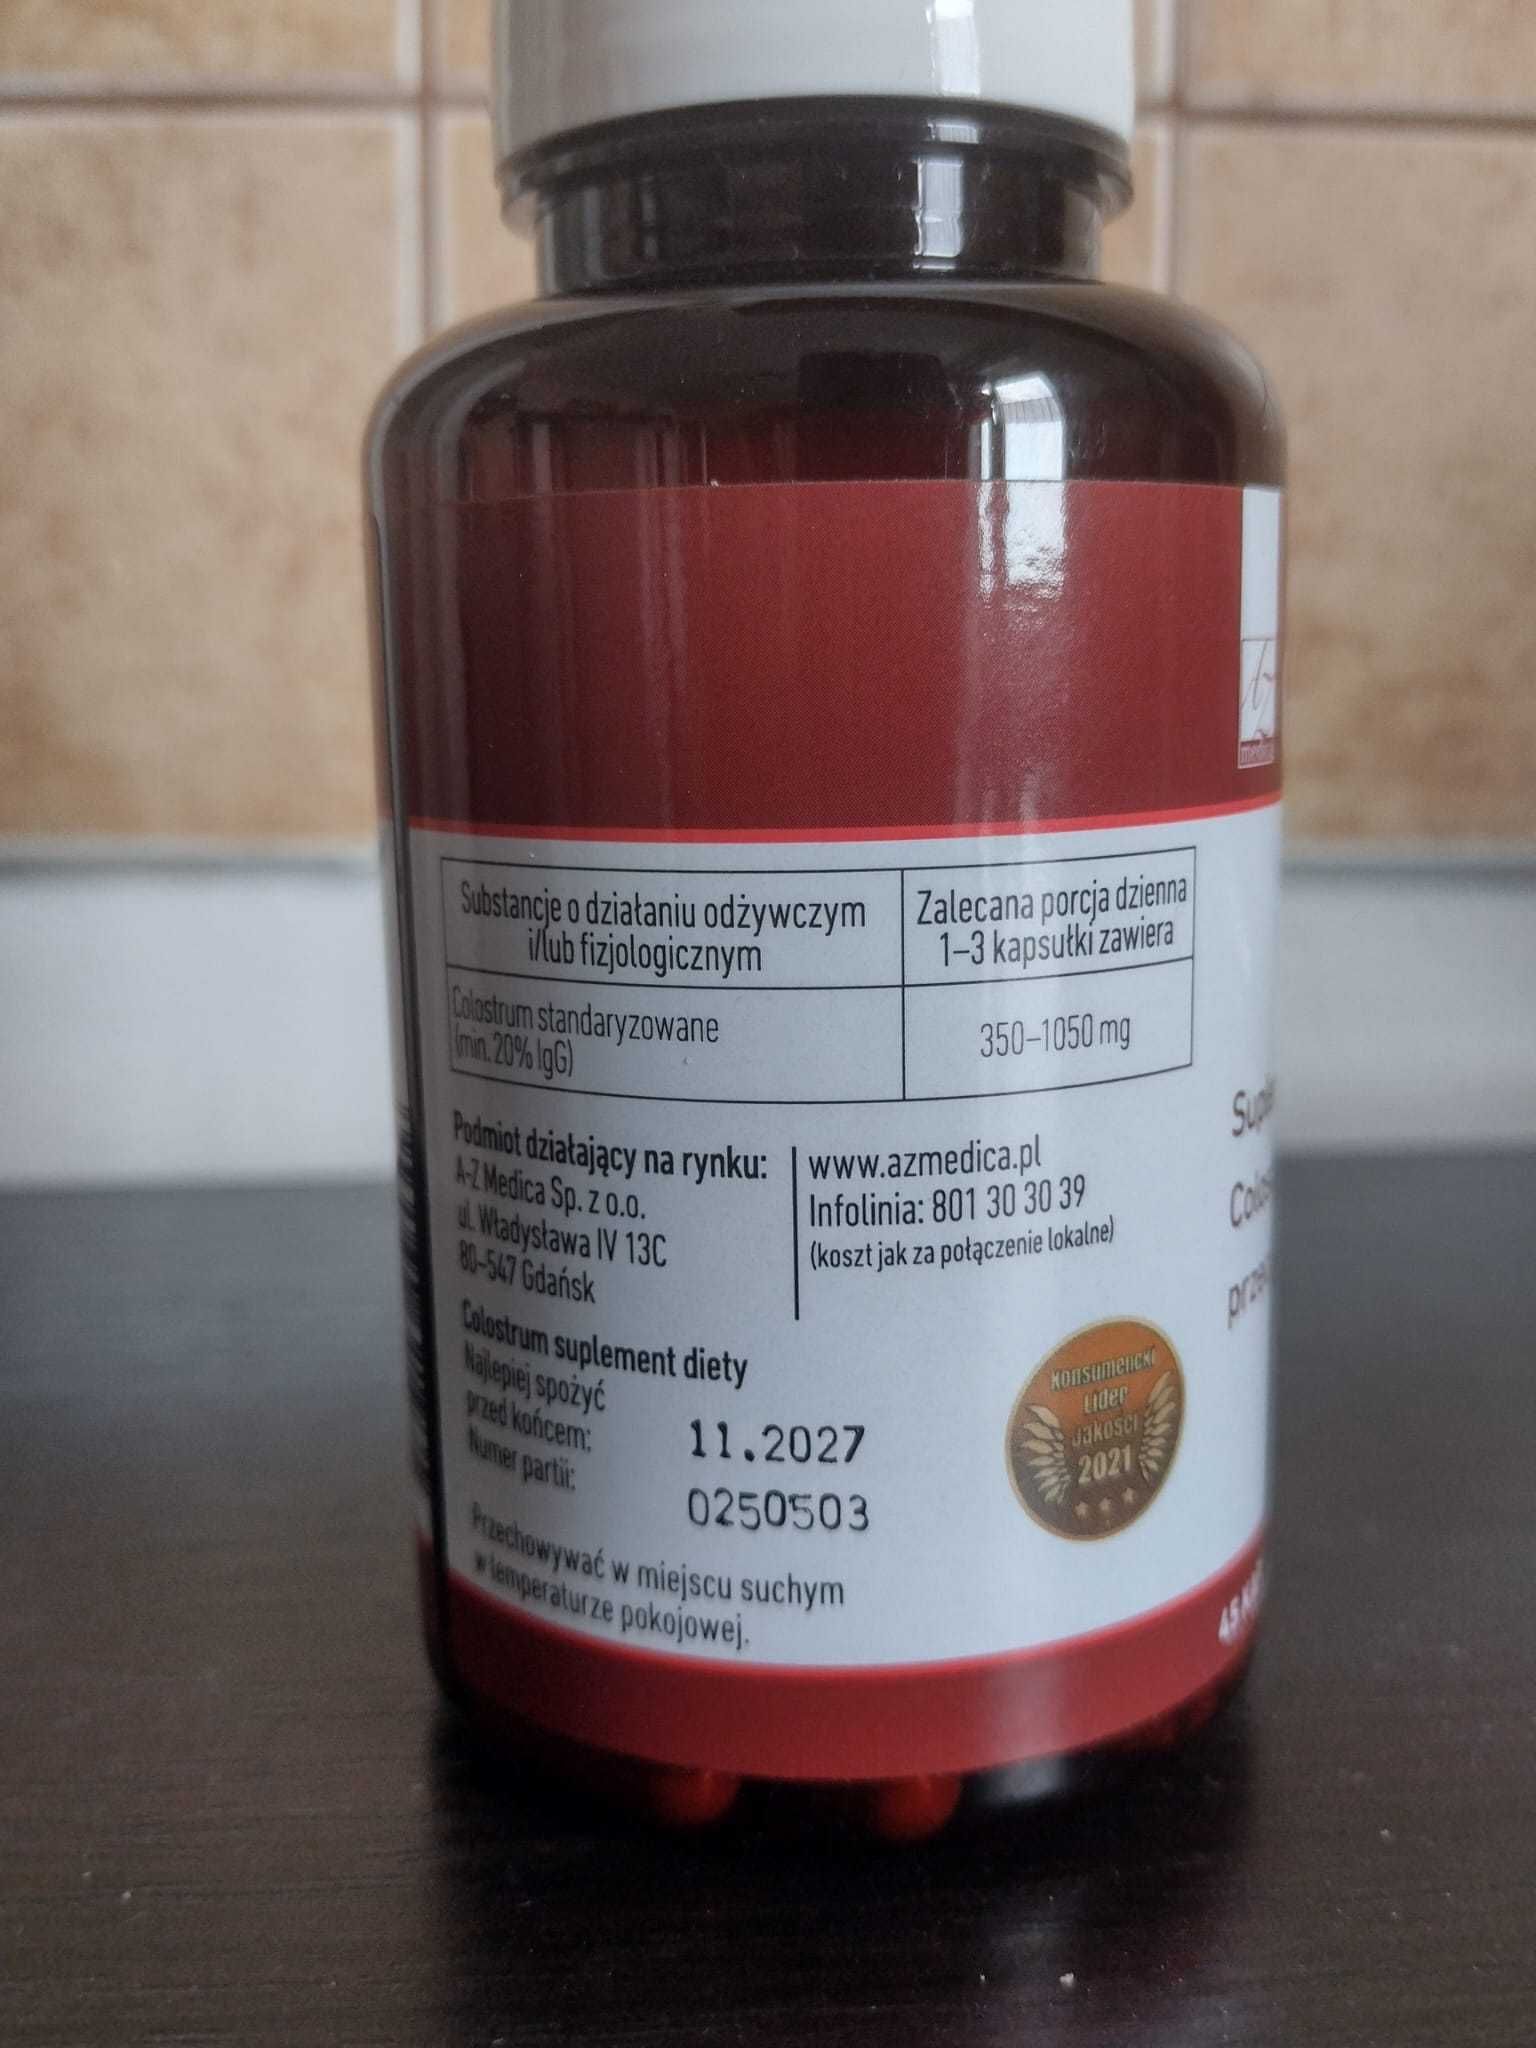 medica
Substancje o działaniu odżywczym
i/lub fizjologicznym
Zalecana porcja dzienna
1–3 kapsułki zawiera
Colostrum standaryzowane
(min. 20% IgG)
350–1050 mg
Podmiot działający na rynku:
A-Z Medica Sp. z o.o.
ul. Władysława IV 13C
80-547 Gdańsk
www.azmedica.pl
Infolinia: 801 30 30 39
(koszt jak za połączenie lokalne)
Colostrum suplement diety
Najlepiej spożyć
przed końcem:
11.2027
Numer partii:
0250503
Przechowywać w miejscu suchym
w temperaturze pokojowej.
Konsumencki
Lider
Jakości
2021
45